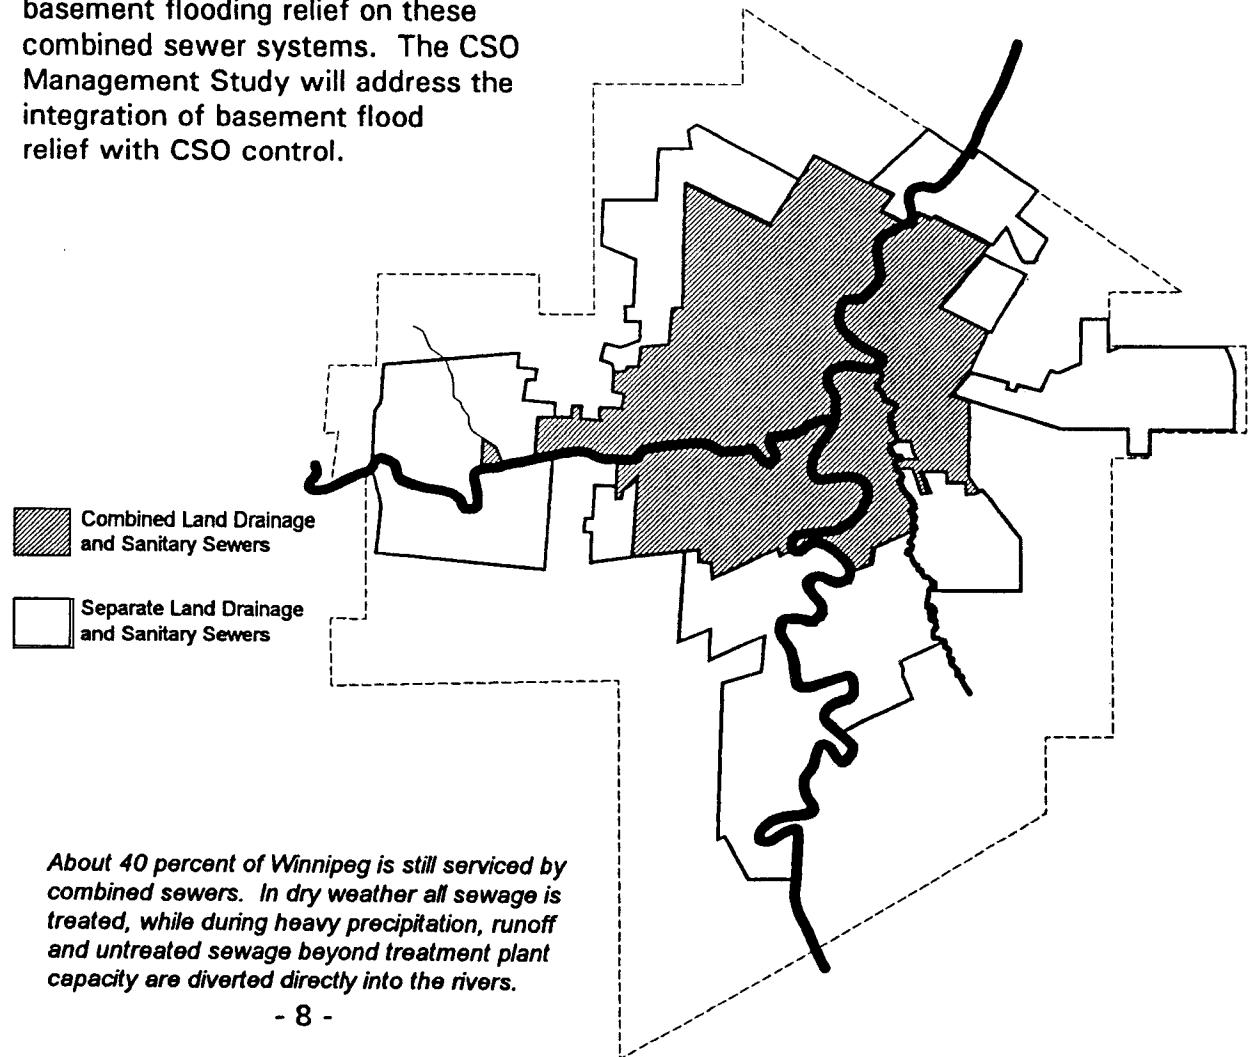 basement flooding relief on these
combined sewer systems. The CSO
Management Study will address the
integration of basement flood
relief with CSO control.
Combined Land Drainage
and Sanitary Sewers
Separate Land Drainage
and Sanitary Sewers
About 40 percent of Winnipeg is still serviced by
combined sewers. In dry weather all sewage is
treated, while during heavy precipitation, runoff
and untreated sewage beyond treatment plant
capacity are diverted directly into the rivers.
- 8 -